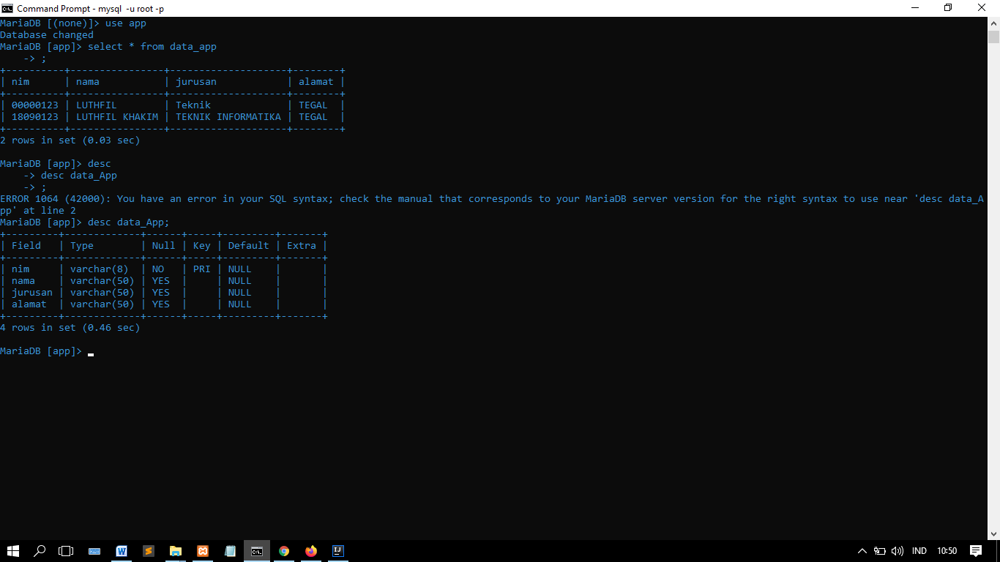 Command Prompt - mysql  -u root -p
MariaDB [(none)]> use app
Database changed
MariaDB [app]> select * from data_app
    -> ;
+----------+----------------+--------------------+--------+
| nim      | nama           | jurusan            | alamat |
+----------+----------------+--------------------+--------+
| 00000123 | LUTHFIL        | Teknik             | TEGAL  |
| 18090123 | LUTHFIL KHAKIM | TEKNIK INFORMATIKA | TEGAL  |
+----------+----------------+--------------------+--------+
2 rows in set (0.03 sec)
MariaDB [app]> desc
    -> desc data_App
    -> ;
ERROR 1064 (42000): You have an error in your SQL syntax; check the manual that corresponds to your MariaDB server version for the right syntax to use near 'desc data_A
pp' at line 2
MariaDB [app]> desc data_App;
+---------+-------------+------+-----+---------+-------+
| Field   | Type        | Null | Key | Default | Extra |
+---------+-------------+------+-----+---------+-------+
| nim     | varchar(8)  | NO   | PRI | NULL    |       |
| nama    | varchar(50) | YES  |     | NULL    |       |
| jurusan | varchar(50) | YES  |     | NULL    |       |
| alamat  | varchar(50) | YES  |     | NULL    |       |
+---------+-------------+------+-----+---------+-------+
4 rows in set (0.46 sec)
MariaDB [app]>
IND 10:50